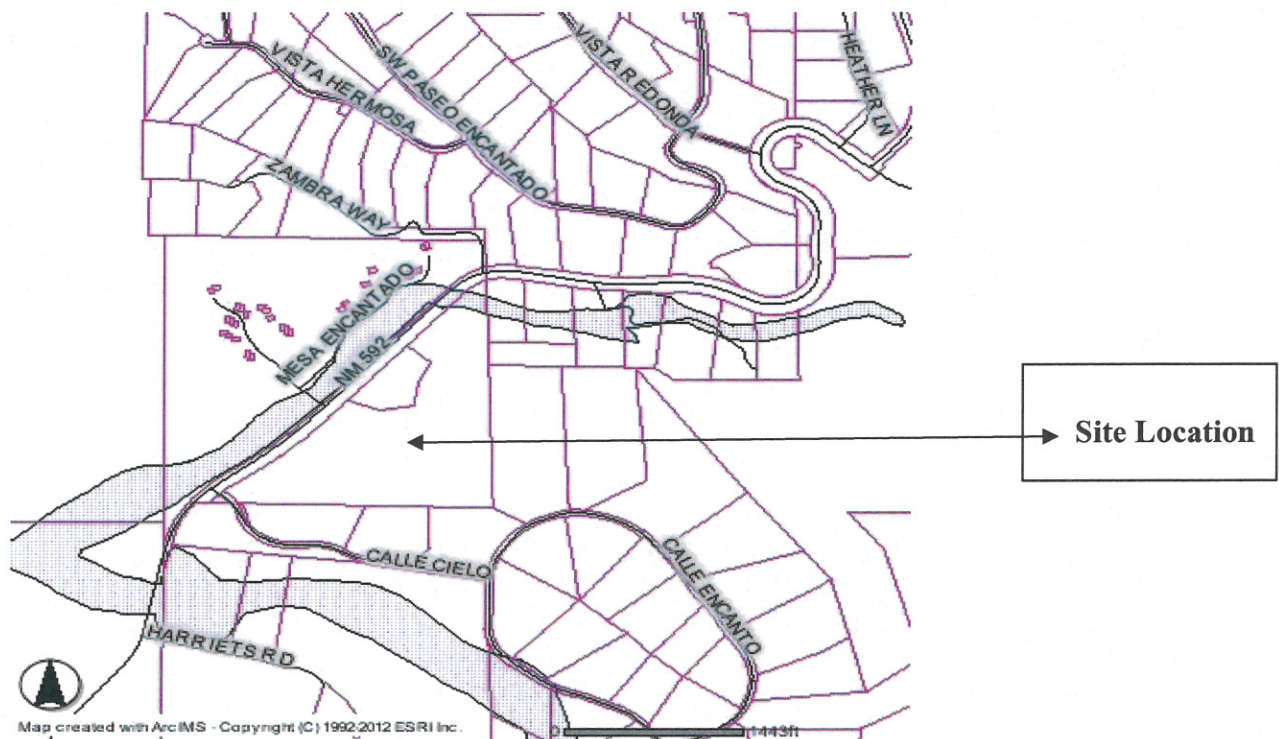 VISTA HERMOSA
SW PASEO ENCANTADO
VISTA REDONDA
HEATHER LN
ZAMBRA WAY
MESA ENCANTADO
NM 592
Site Location
CALLE CIELO
CALLE ENCANTO
HARRIETS RD
Map created with ArcIMS - Copyright (C) 1992-2012 ESRI Inc.
0 1443ft